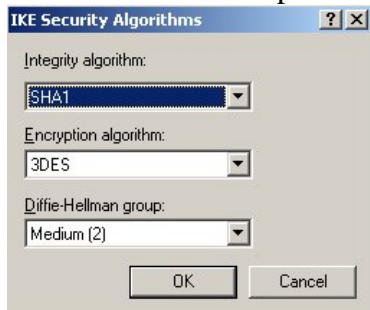 IKE Security Algorithms
Integrity algorithm:
SHA1
Encryption algorithm:
3DES
Diffie-Hellman group:
Medium (2)
OK Cancel